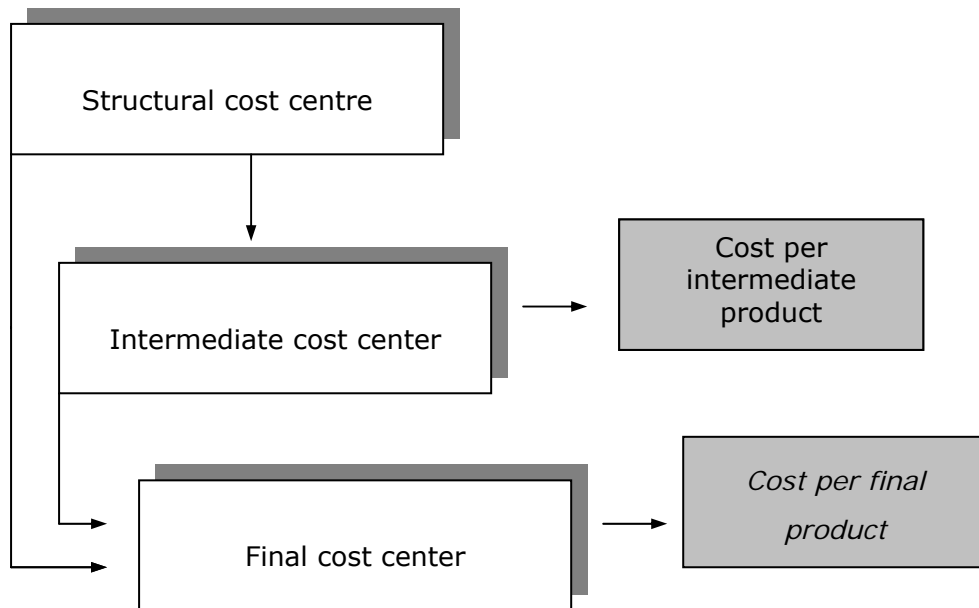 Structural cost centre
Cost per
intermediate
product
Intermediate cost center
Cost per final
product
Final cost center